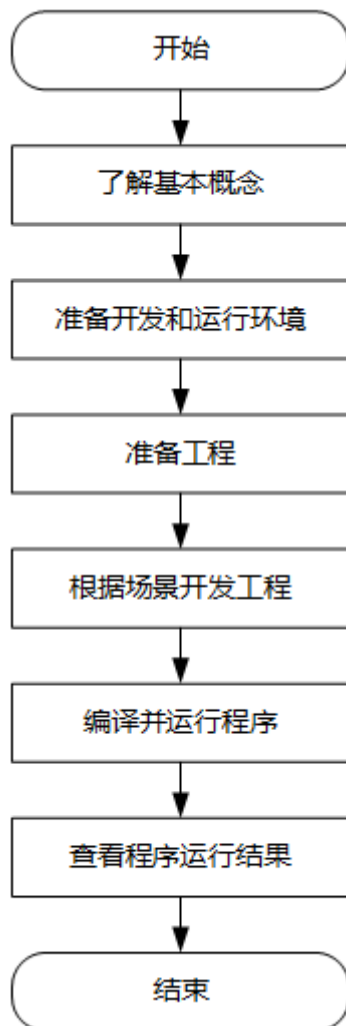 开始
了解基本概念
准备开发和运行环境
准备工程
根据场景开发工程
编译并运行程序
查看程序运行结果
结束